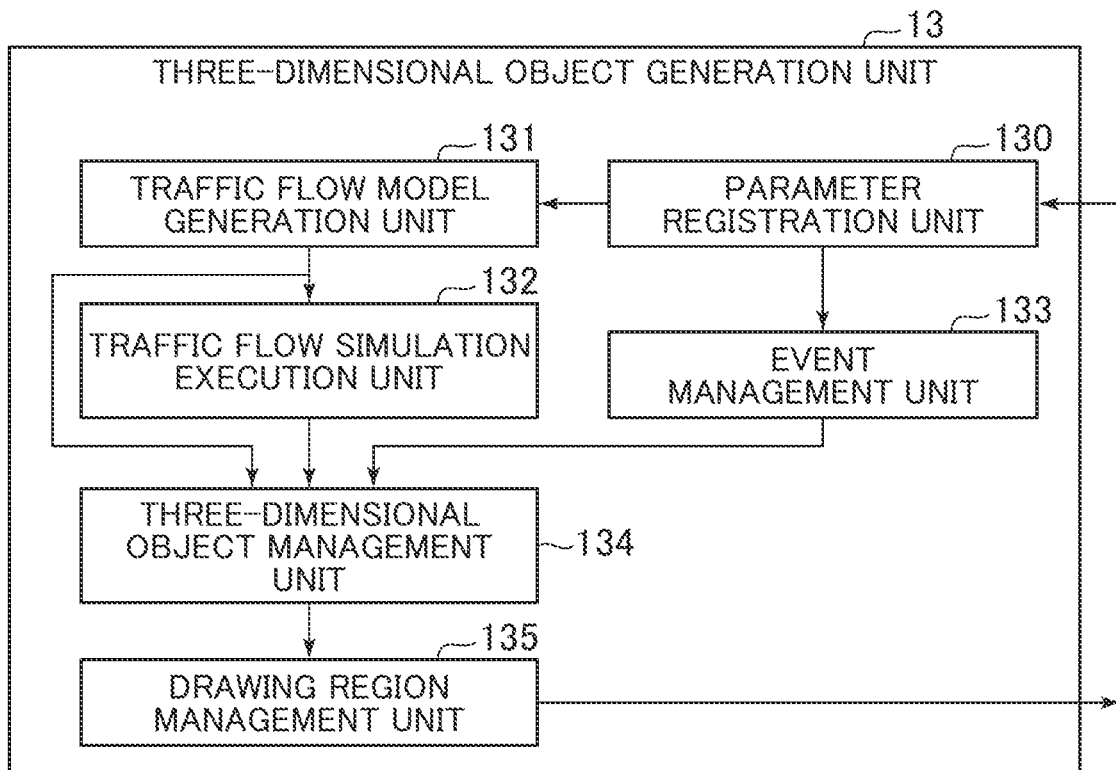 13
THREE-DIMENSIONAL OBJECT GENERATION UNIT
131
TRAFFIC FLOW MODEL
GENERATION UNIT
130
PARAMETER
REGISTRATION UNIT
132
TRAFFIC FLOW SIMULATION
EXECUTION UNIT
133
EVENT
MANAGEMENT UNIT
THREE-DIMENSIONAL
OBJECT MANAGEMENT
UNIT
134
135
DRAWING REGION
MANAGEMENT UNIT